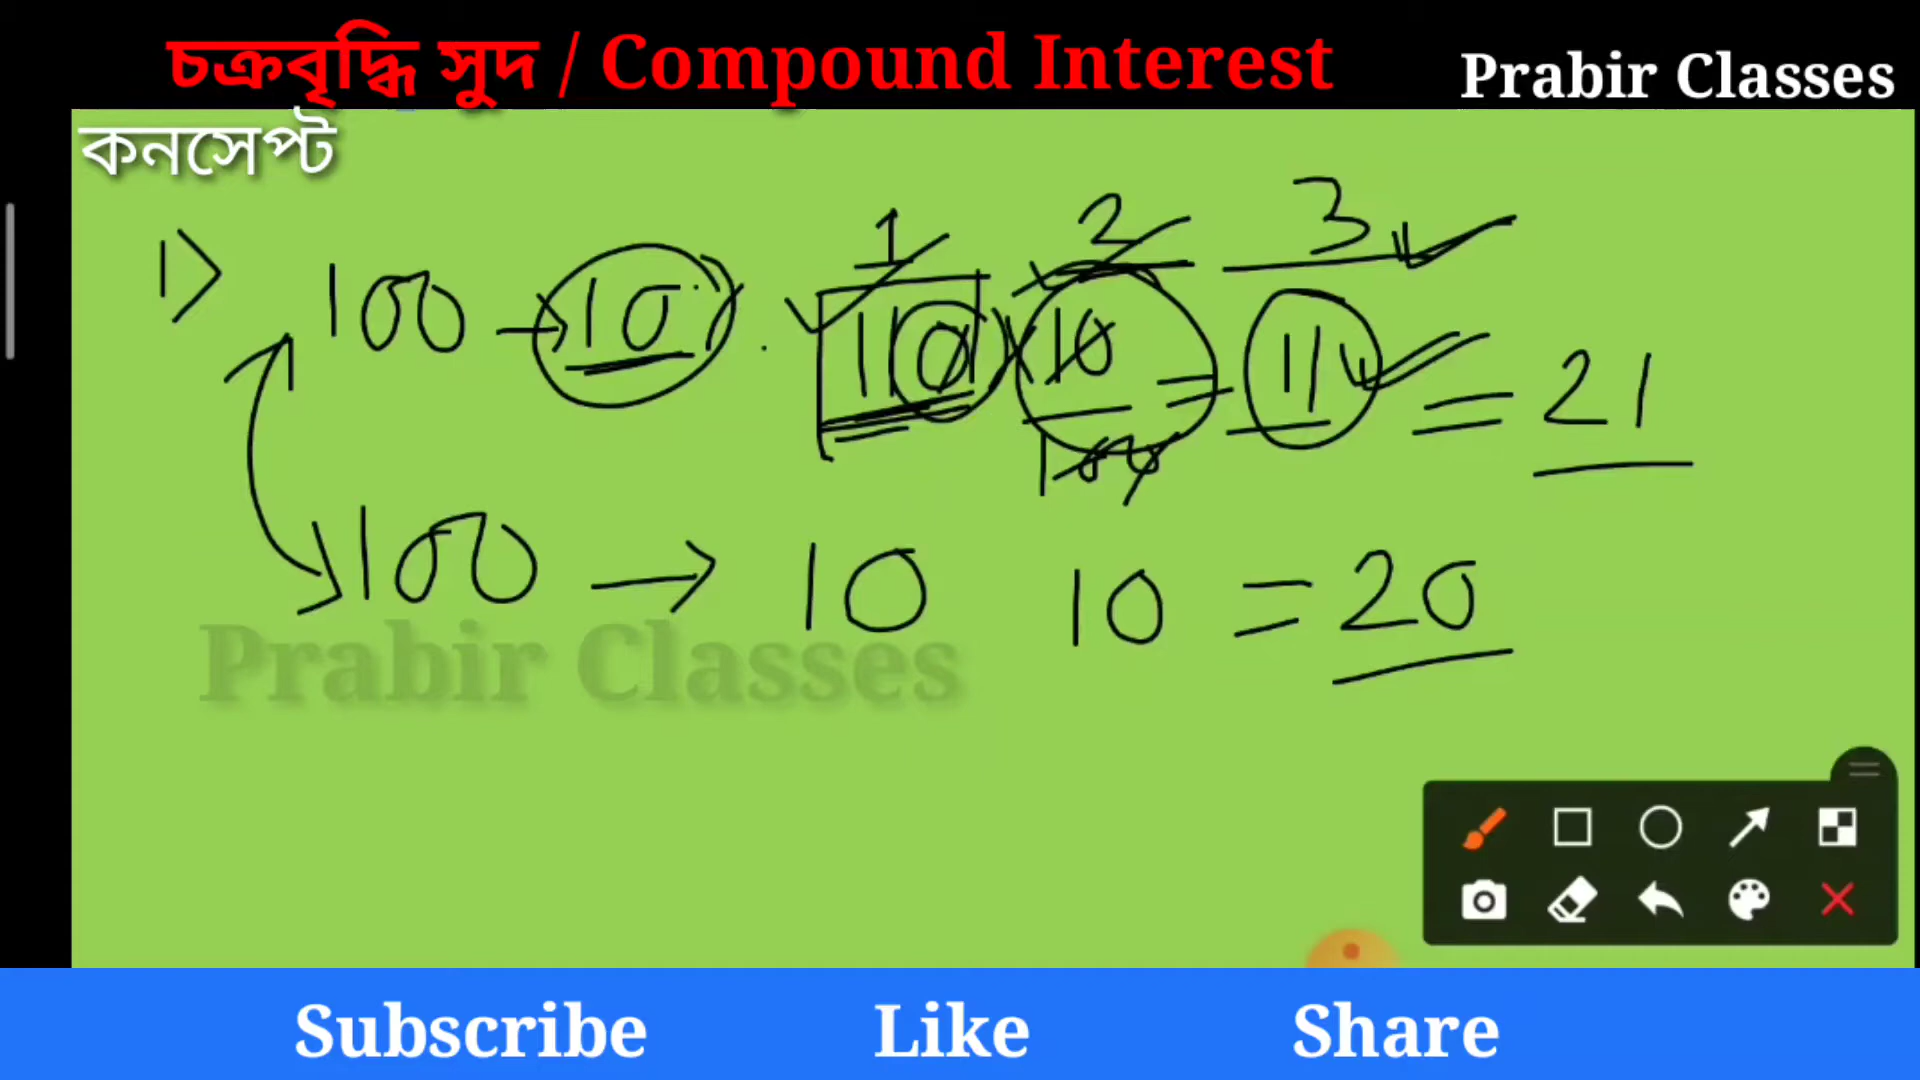 চক্রবৃদ্ধি সুদ / Compound Interest
Prabir Classes
কনসেপ্ট
1 2 3
1) 100 → 10% 110 × 10 = 11 = 21
100
100 → 10 10 = 20
Prabir Classes
Subscribe Like Share